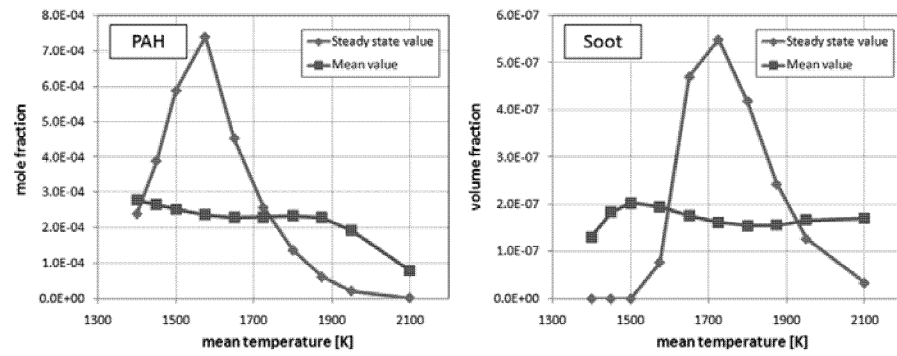 PAH
Steady state value
Mean value
8.0E-04
7.0E-04
6.0E-04
5.0E-04
4.0E-04
3.0E-04
2.0E-04
1.0E-04
0.0E+00
mole fraction
1300
1500
1700
1900
2100
mean temperature [K]
Soot
Steady state value
Mean value
6.0E-07
5.0E-07
4.0E-07
3.0E-07
2.0E-07
1.0E-07
0.0E+00
volume fraction
1300
1500
1700
1900
2100
mean temperature [K]